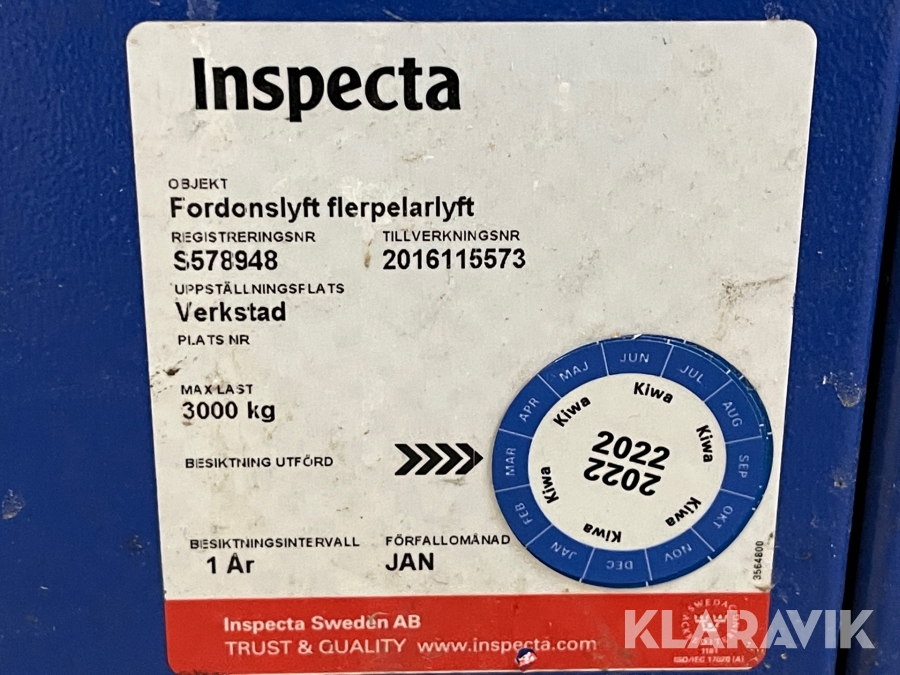 Inspecta
OBJEKT
Fordonslyft flerpelarlyft
REGISTRERINGSNR TILLVERKNINGSNR
S578948 2016115573
UPPSTÄLLNINGSPLATS
Verkstad
PLATS NR
MAX LAST
3000 kg
BESIKTNING UTFÖRD
JAN FEB MAR APR MAJ JUN JUL AUG SEP OKT NOV DEC
Kiwa Kiwa Kiwa Kiwa Kiwa Kiwa
2022
2022
BESIKTNINGSINTERVALL FÖRFALLOMÅNAD
1 År JAN
3564800
Inspecta Sweden AB
TRUST & QUALITY www.inspecta.com
KLARAVIK